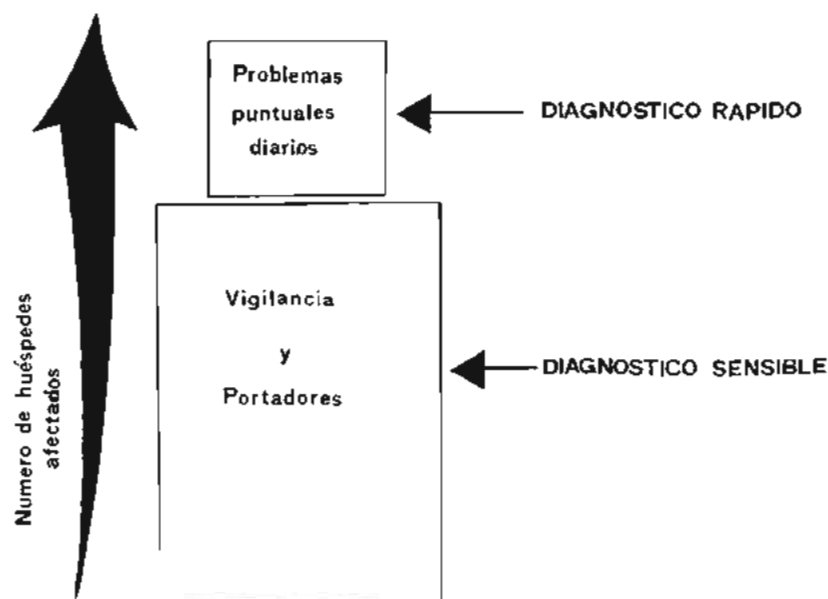 Problemas
puntuales
diarios
DIAGNOSTICO RAPIDO
Vigilancia
y
Portadores
DIAGNOSTICO SENSIBLE
Numero de huéspedes
afectados